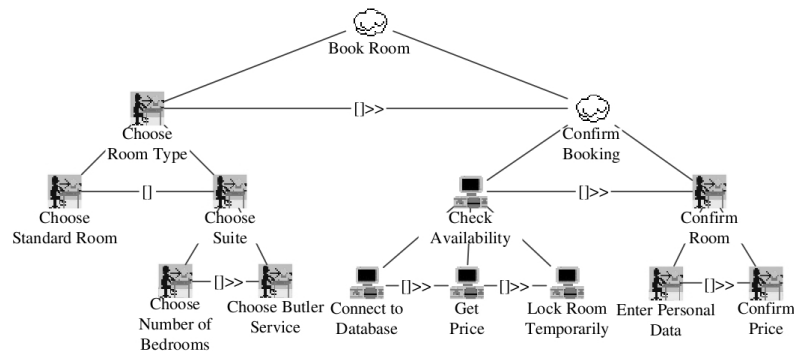 Book Room
[]>>
Choose
Room Type
Confirm
Booking
[]
[]>>
Choose
Standard Room
Choose
Suite
Check
Availability
Confirm
Room
[]>>
[]>>
[]>>
[]>>
Choose
Number of
Bedrooms
Choose Butler
Service
Connect to
Database
Get
Price
Lock Room
Temporarily
Enter Personal
Data
Confirm
Price